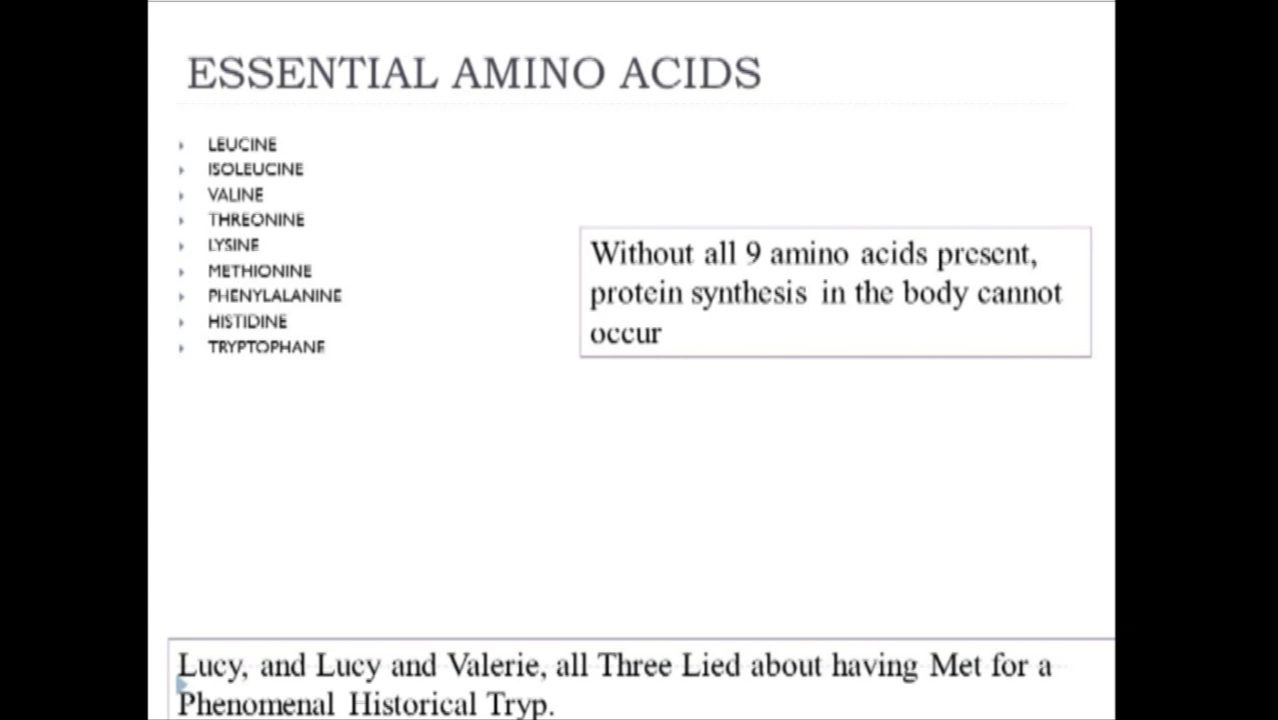 ESSENTIAL AMINO ACIDS
LEUCINE
ISOLEUCINE
VALINE
THREONINE
LYSINE
METHIONINE
PHENYLALANINE
HISTIDINE
TRYPTOPHANE
Without all 9 amino acids present,
protein synthesis in the body cannot
occur
Lucy, and Lucy and Valerie, all Three Lied about having Met for a
Phenomenal Historical Tryp.